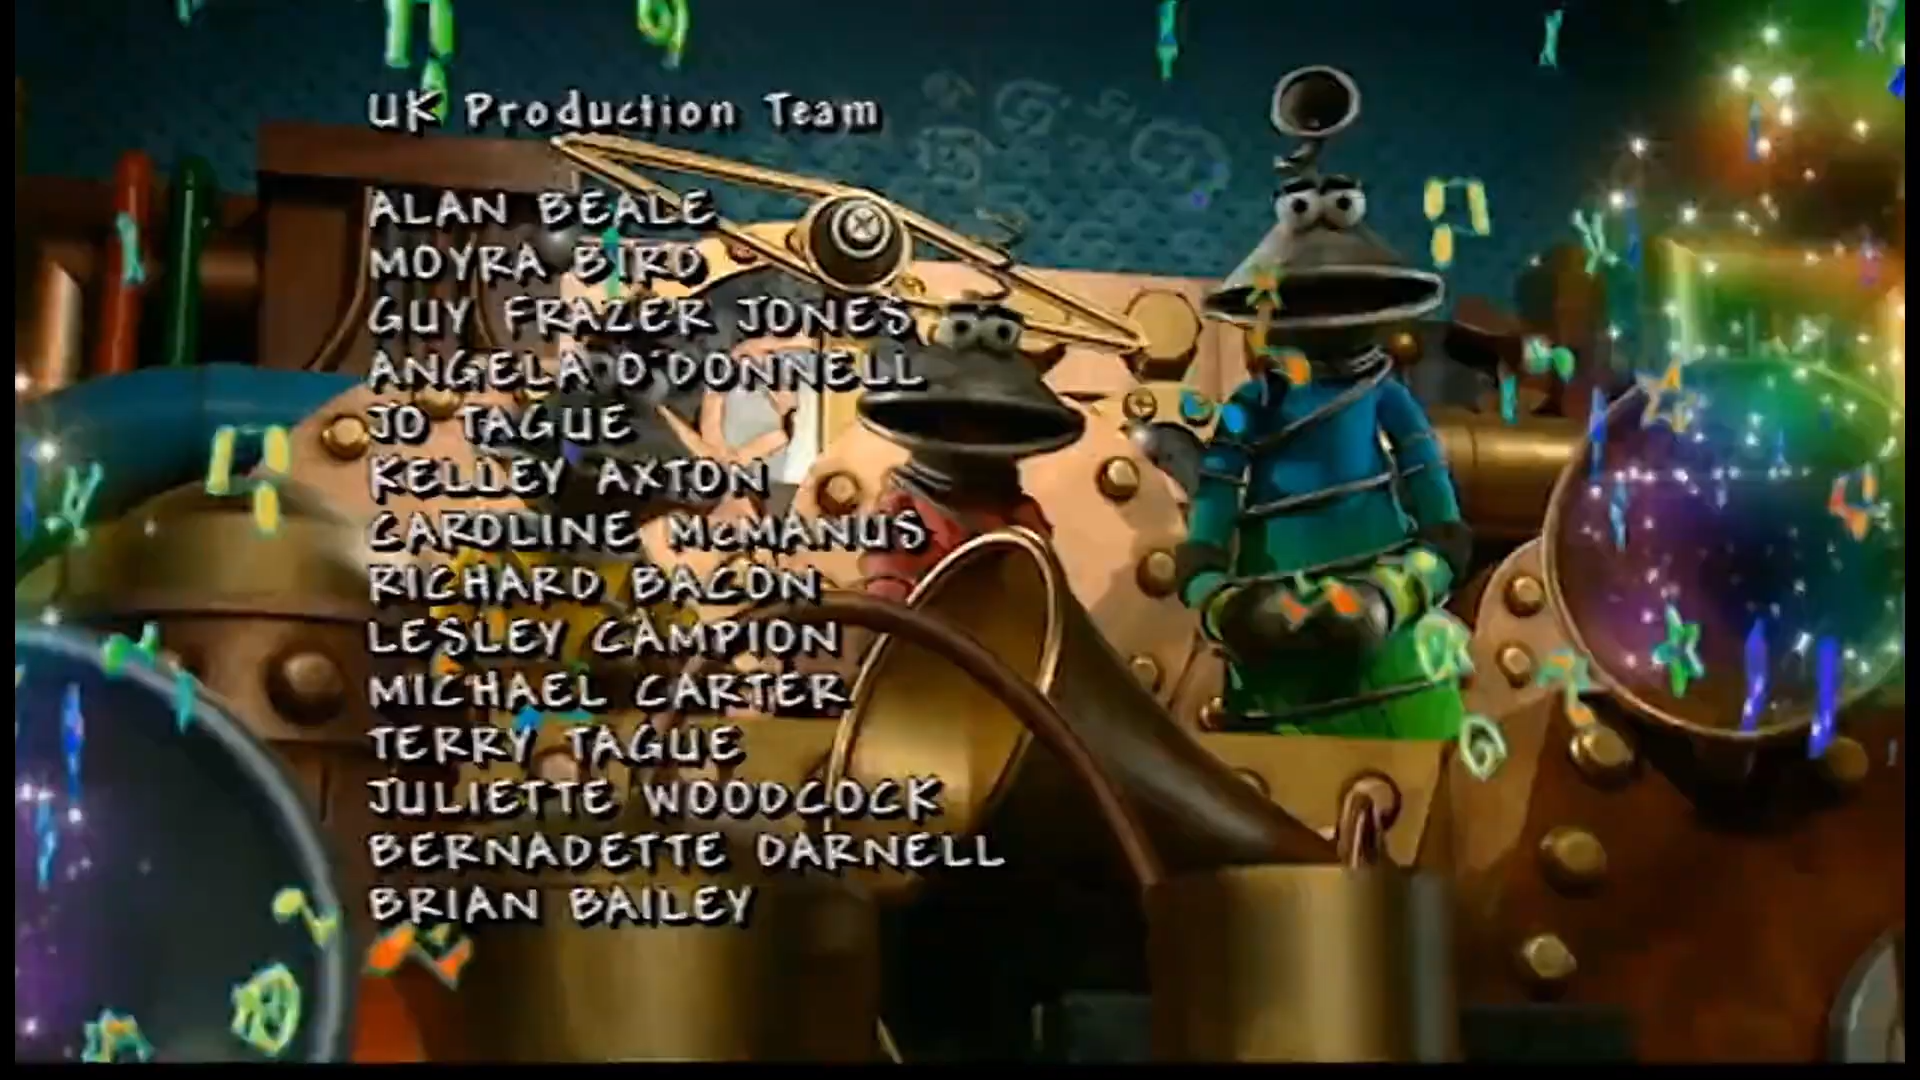 UK Production Team
ALAN BEALE
MOYRA BIRD
GUY FRAZER JONES
ANGELA O'DONNELL
JO TAGUE
KELLEY AXTON
CAROLINE McMANUS
RICHARD BACON
LESLEY CAMPION
MICHAEL CARTER
TERRY TAGUE
JULIETTE WOODCOCK
BERNADETTE DARNELL
BRIAN BAILEY